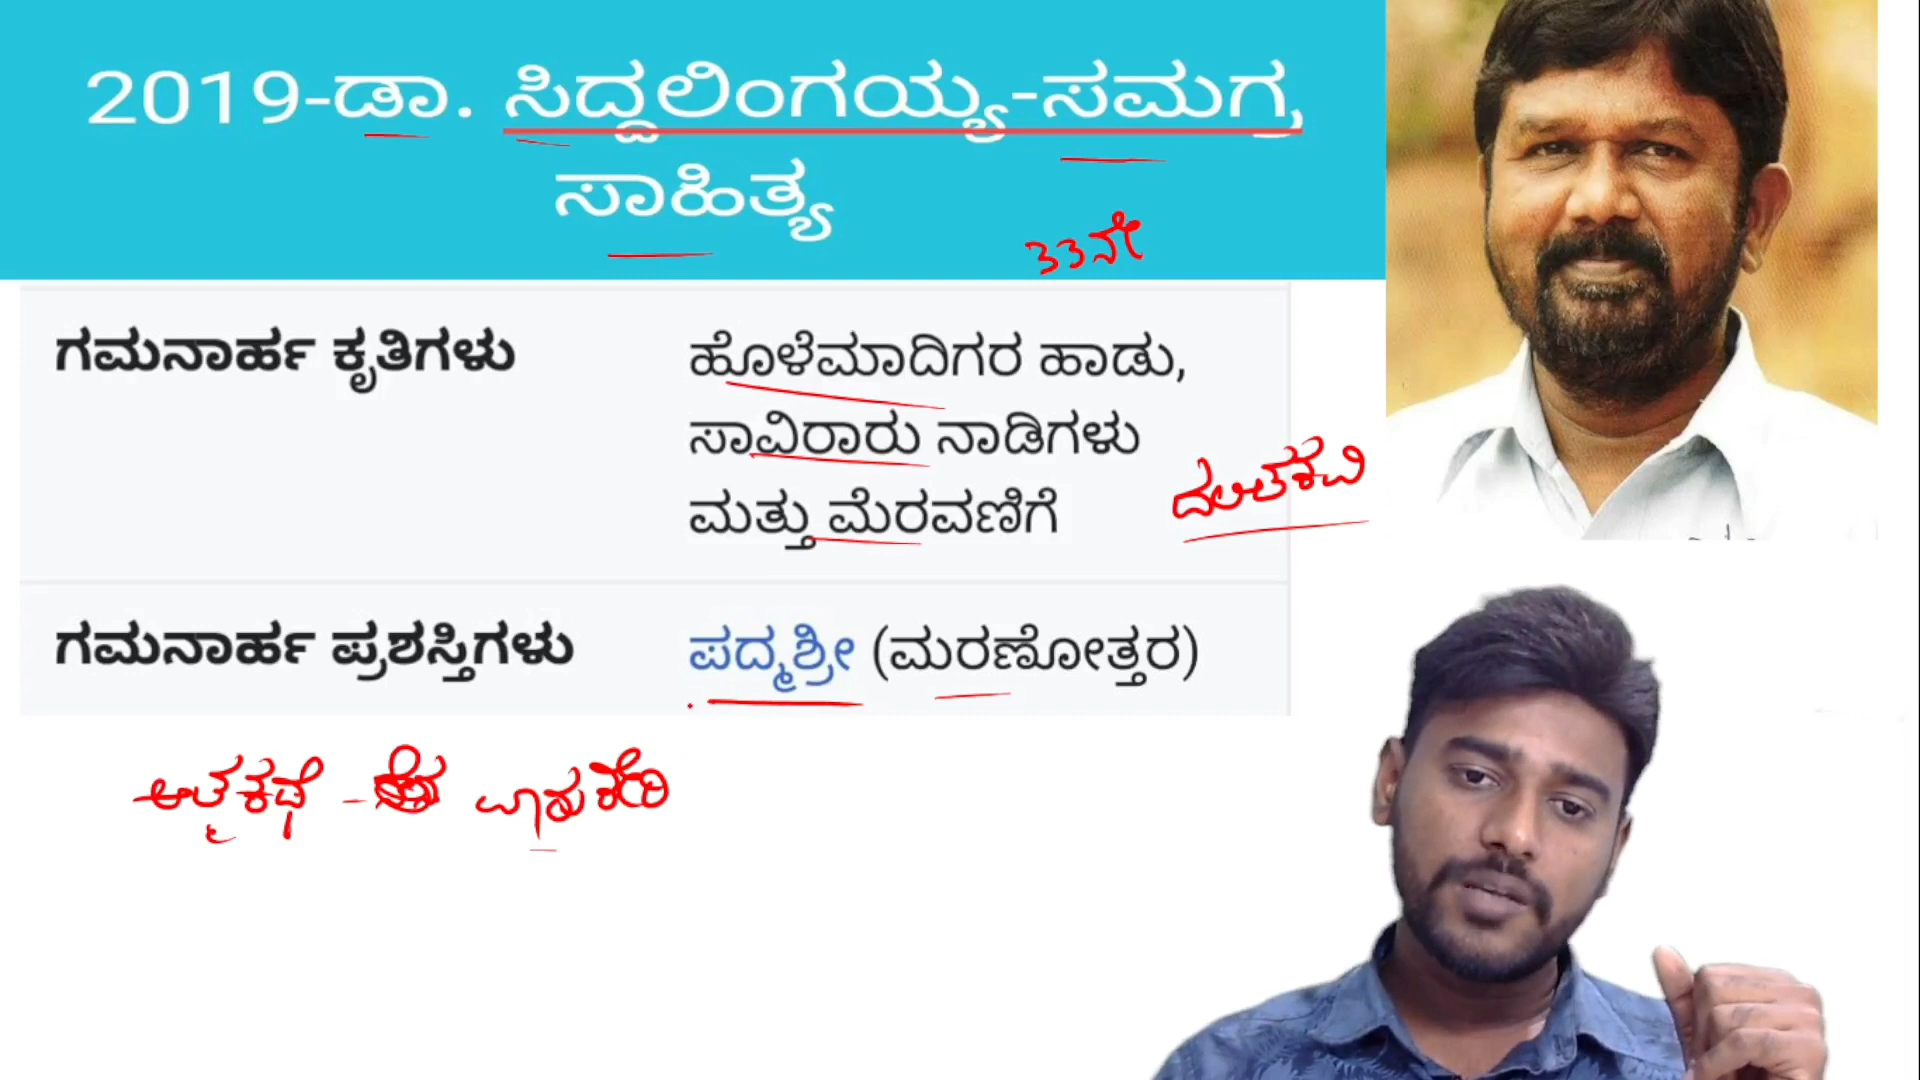 2019-ಡಾ. ಸಿದ್ದಲಿಂಗಯ್ಯ-ಸಮಗ್ರ
ಸಾಹಿತ್ಯ
33ನೇ
ಗಮನಾರ್ಹ ಕೃತಿಗಳು
ಹೊಳೆಮಾದಿಗರ ಹಾಡು,
ಸಾವಿರಾರು ನಾಡಿಗಳು
ಮತ್ತು ಮೆರವಣಿಗೆ
ದಲಿತಕವಿ
ಗಮನಾರ್ಹ ಪ್ರಶಸ್ತಿಗಳು
ಪದ್ಮಶ್ರೀ (ಮರಣೋತ್ತರ)
ಆತ್ಮಕಥೆ -